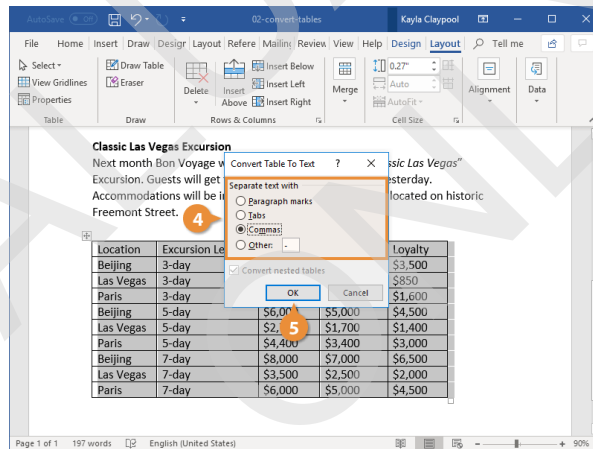 AutoSave Off 02-convert-tables Kayla Claypool
File Home Insert Draw Design Layout Refere Mailing Review View Help Design Layout Tell me
Select Draw Table Delete Insert Above Insert Below Merge 0.27" Alignment Data
View Gridlines Eraser Insert Left Auto
Properties Insert Right AutoFit
Table Draw Rows & Columns Cell Size
Classic Las Vegas Excursion
Next month Bon Voyage w ssic Las Vegas"
Excursion. Guests will get esterday.
Accommodations will be i located on historic
Freemont Street.
Convert Table To Text ? X
Separate text with
Paragraph marks
Tabs
Commas
Other: -
Convert nested tables
OK Cancel
4
5
Location Excursion Le Loyalty
Beijing 3-day $3,500
Las Vegas 3-day $850
Paris 3-day $1,600
Beijing 5-day $6,000 $5,000 $4,500
Las Vegas 5-day $2, $1,700 $1,400
Paris 5-day $4,400 $3,400 $3,000
Beijing 7-day $8,000 $7,000 $6,500
Las Vegas 7-day $3,500 $2,500 $2,000
Paris 7-day $6,000 $5,000 $4,500
Page 1 of 1 197 words English (United States) 90%